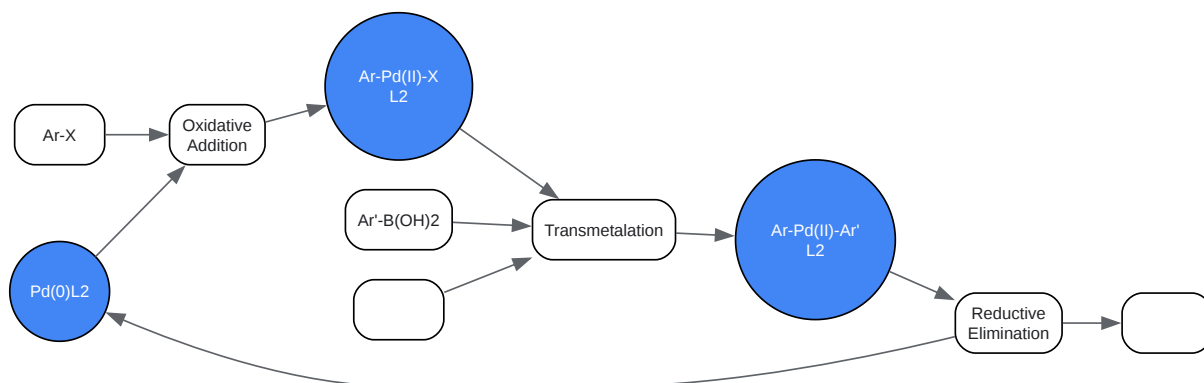 Ar-X
Oxidative
Addition
Ar-Pd(II)-X
L2
Pd(0)L2
Ar'-B(OH)2
Transmetalation
Ar-Pd(II)-Ar'
L2
Reductive
Elimination